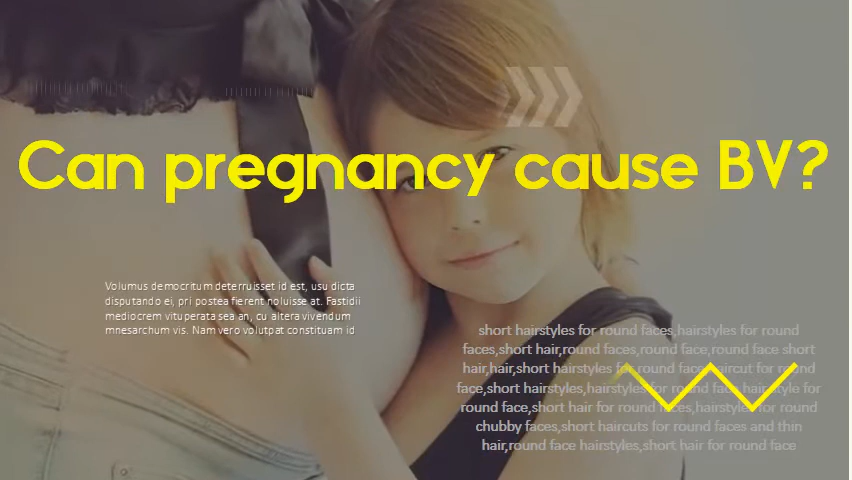 Can pregnancy cause BV?
Volumus democritum deterruisset id est, usu dicta
disputando ei, pri postea fierent noluisse at. Fastidii
mediocrem vituperata sea an, cu altera vivendum
mnesarchum vis. Nam vero volutpat constituam id
short hairstyles for round faces,hairstyles for round
faces,short hair,round faces,round face,round face short
hair,hair,short hairstyles for round face,haircut for round
face,short hairstyles,hairstyles for round face,hair style for
round face,short hair for round faces,hairstyles for round
chubby faces,short haircuts for round faces and thin
hair,round face hairstyles,short hair for round face